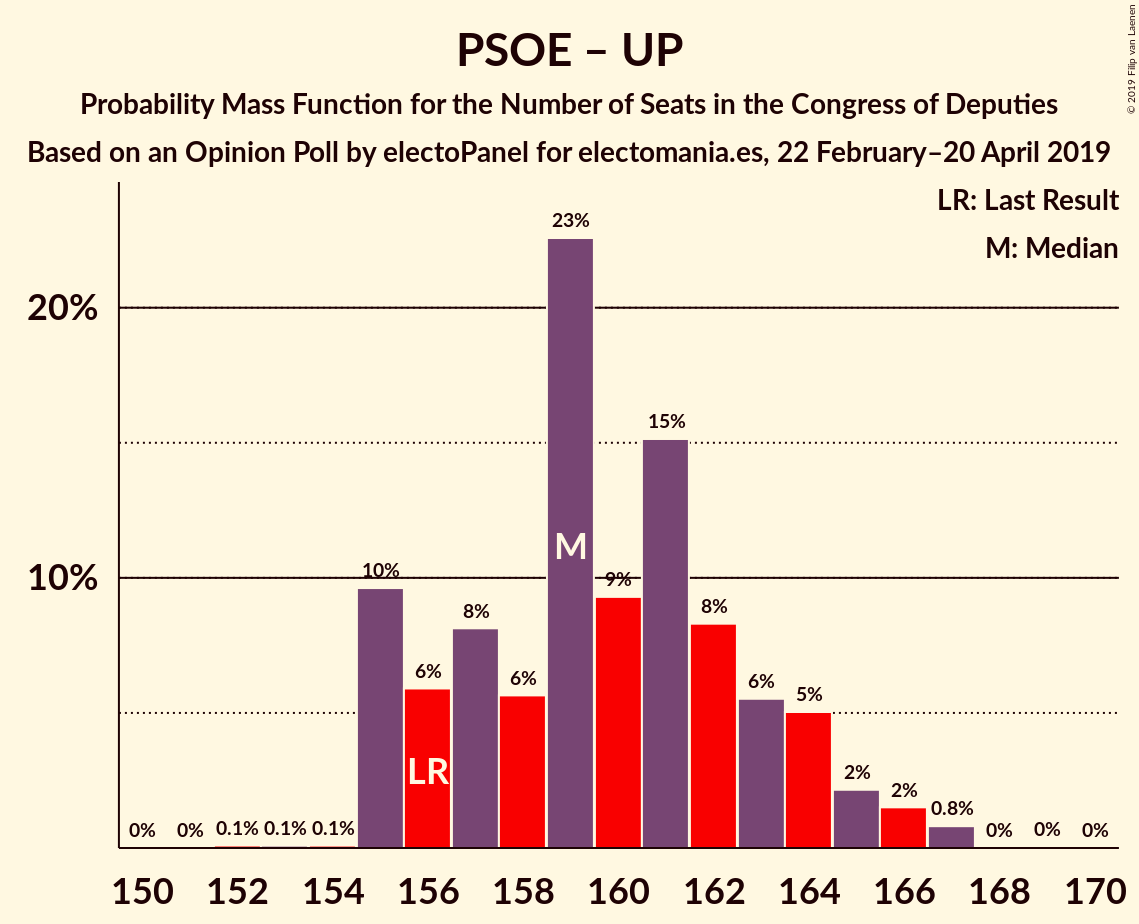 PSOE – UP
Probability Mass Function for the Number of Seats in the Congress of Deputies
Based on an Opinion Poll by electoPanel for electomania.es, 22 February–20 April 2019
© 2019 Filip van Laenen
LR: Last Result
M: Median
20%
10%
0%
0%
0.1%
0.1%
0.1%
10%
6%
8%
6%
23%
9%
15%
8%
6%
5%
2%
2%
0.8%
0%
0%
0%
LR
M
150 152 154 156 158 160 162 164 166 168 170